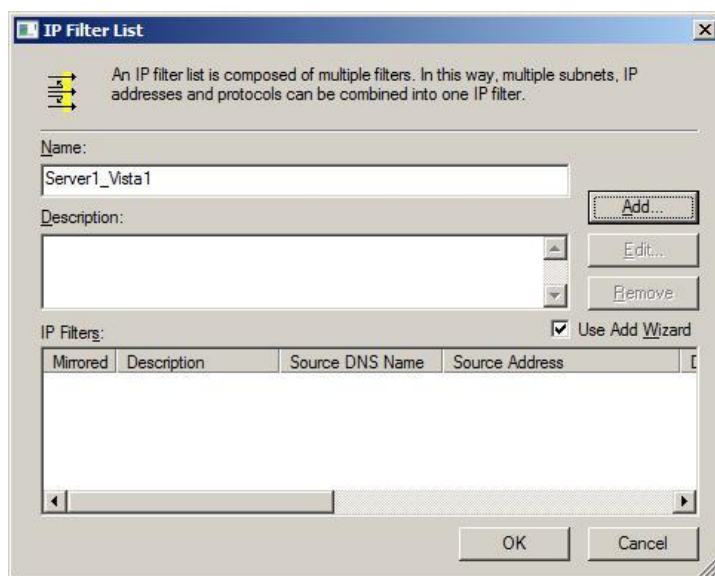 IP Filter List
An IP filter list is composed of multiple filters. In this way, multiple subnets, IP
addresses and protocols can be combined into one IP filter.
Name:
Server1_Vista1
Add...
Description:
Edit...
Remove
IP Filters:
Use Add Wizard
Mirrored Description Source DNS Name Source Address
OK Cancel